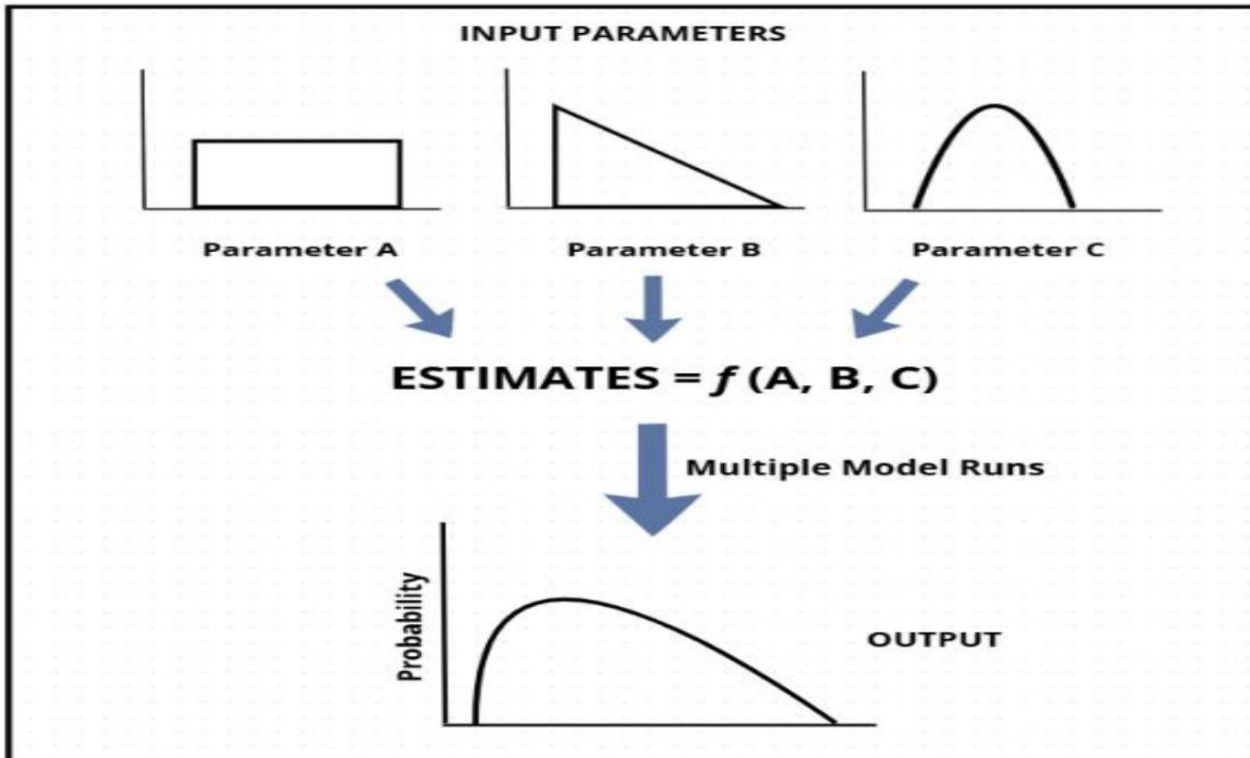 INPUT PARAMETERS
Parameter A
Parameter B
Parameter C
ESTIMATES = f (A, B, C)
Multiple Model Runs
Probability
OUTPUT